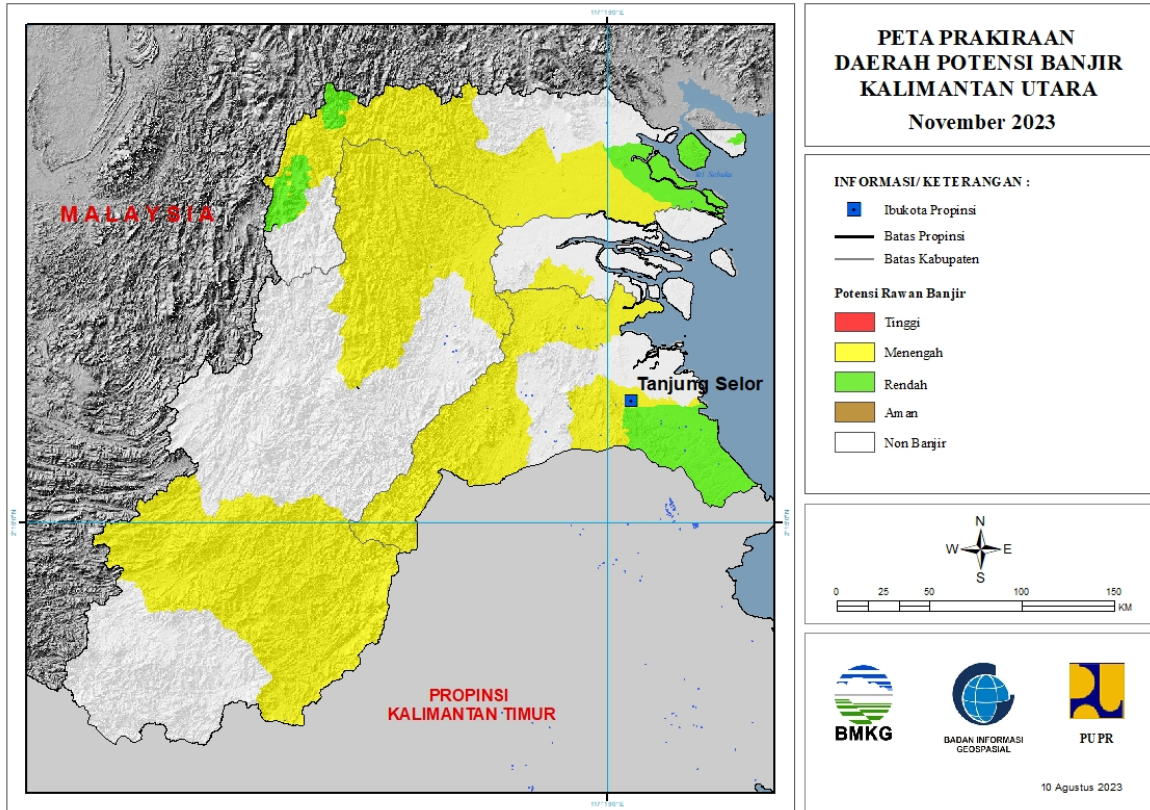 PETA PRAKIRAAN
DAERAH POTENSI BANJIR
KALIMANTAN UTARA
November 2023
MALAYSIA
Tanjung Selor
PROPINSI
KALIMANTAN TIMUR
INFORMASI/KETERANGAN :
Ibukota Propinsi
Batas Propinsi
Batas Kabupaten
Potensi Rawan Banjir
Tinggi
Menengah
Rendah
Aman
Non Banjir
N
W E
S
0 25 50 100 150
KM
BMKG
BADAN INFORMASI
GEOSPASIAL
PUPR
10 Agustus 2023